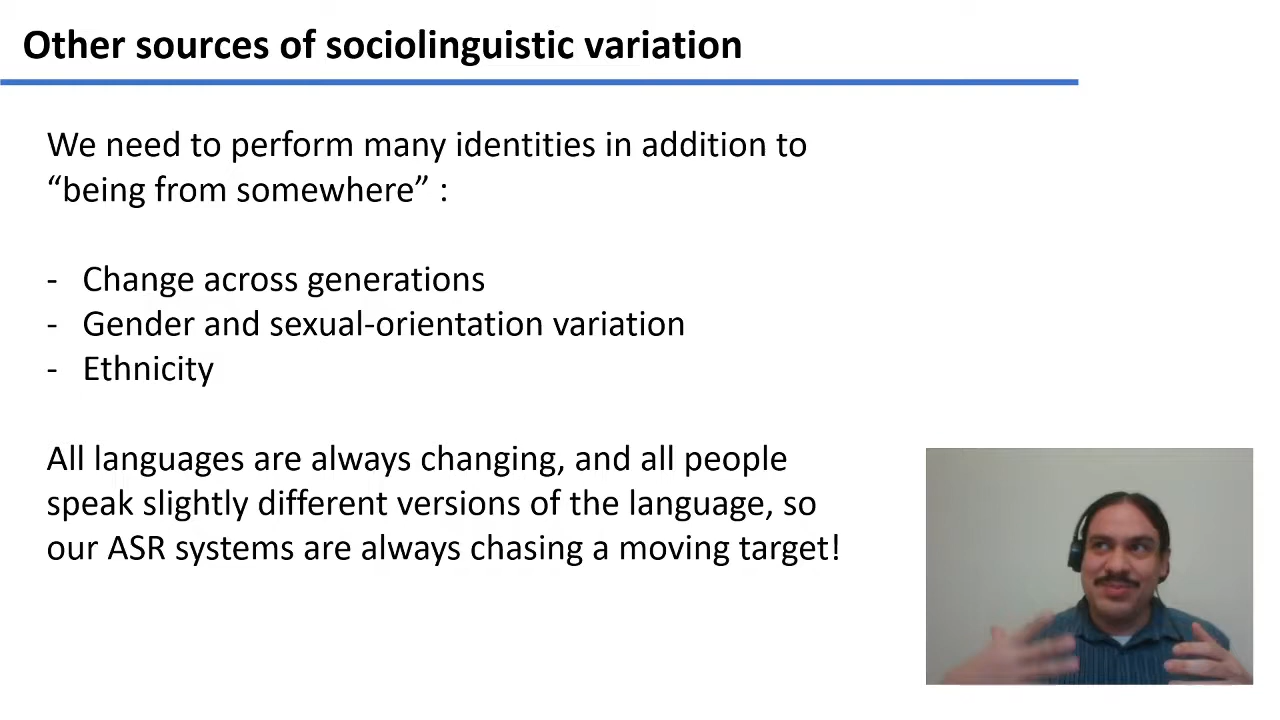 Other sources of sociolinguistic variation
We need to perform many identities in addition to
“being from somewhere” :
- Change across generations
- Gender and sexual-orientation variation
- Ethnicity
All languages are always changing, and all people
speak slightly different versions of the language, so
our ASR systems are always chasing a moving target!